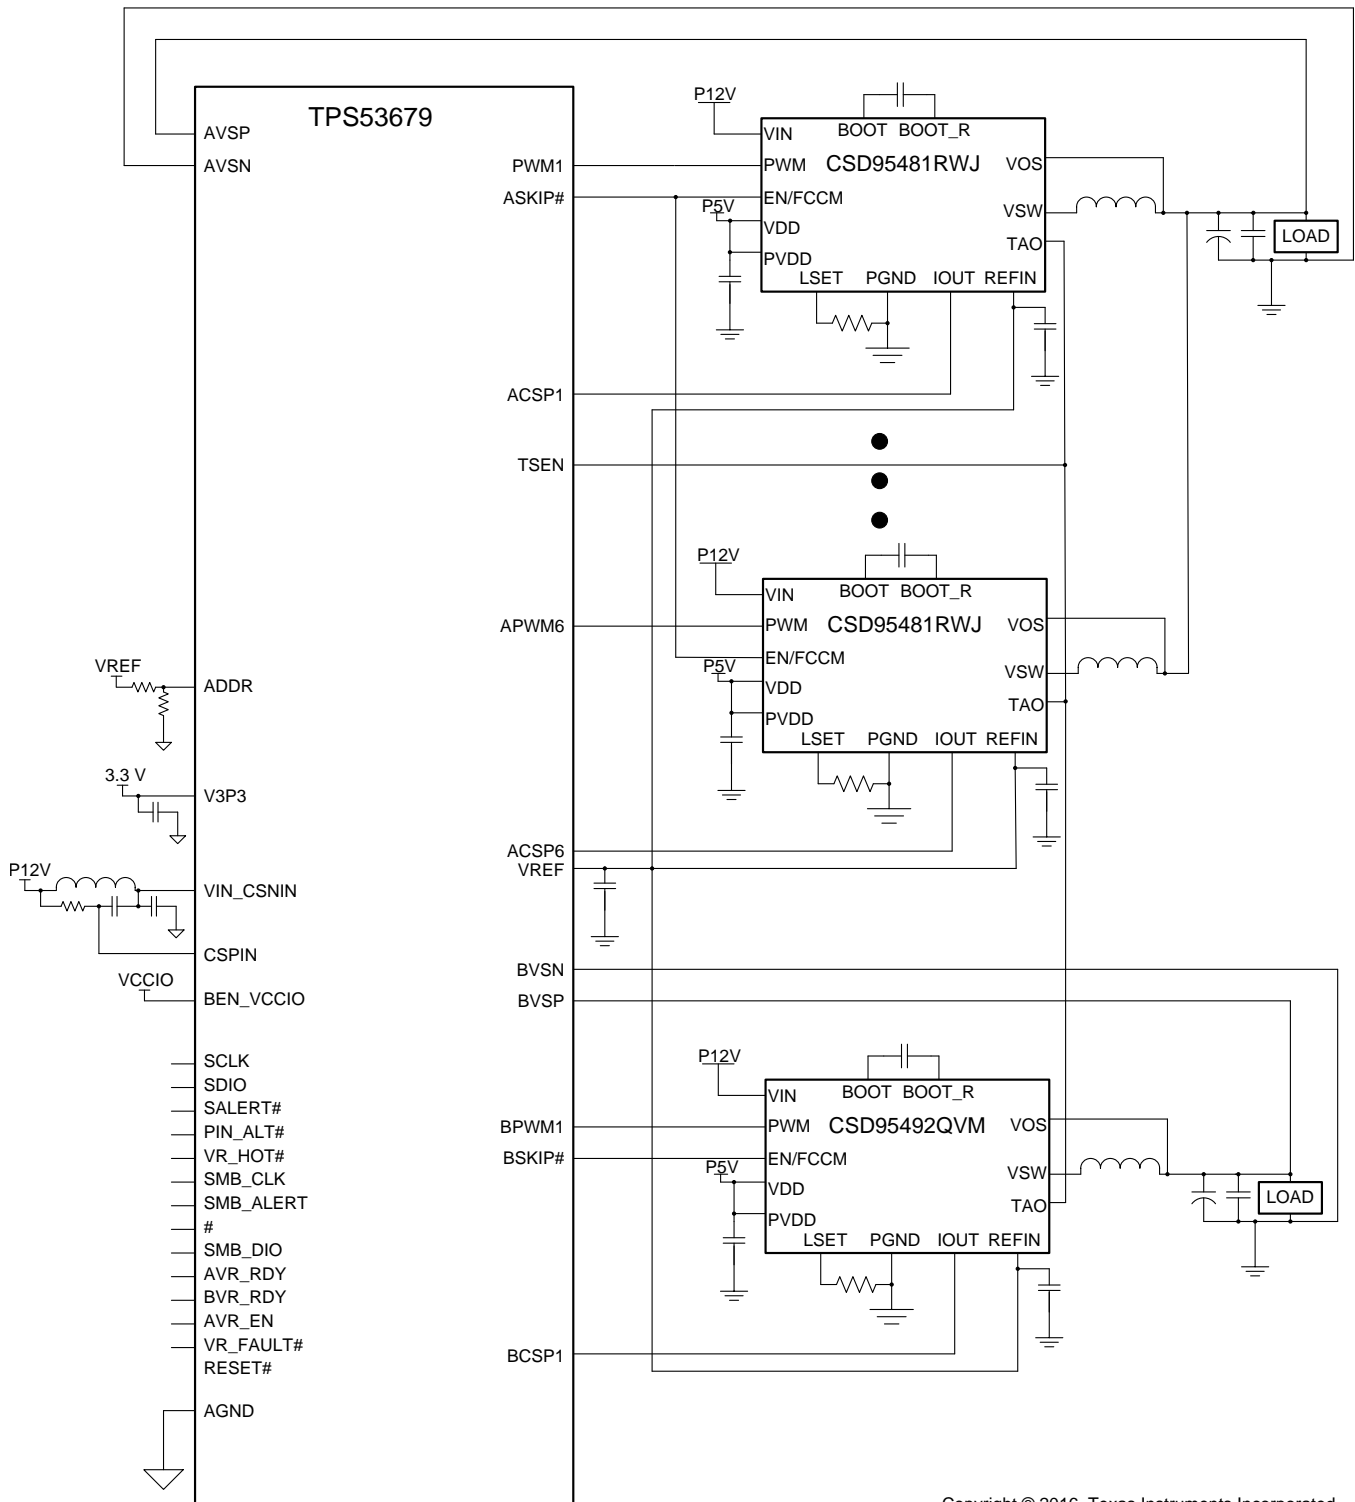 TPS53679
AVSP
AVSN
PWM1
ASKIP#
ACSP1
TSEN
APWM6
VREF
ADDR
3.3 V
V3P3
ACSP6
VREF
P12V
VIN_CSNIN
CSPIN
BVSN
VCCIO
BEN_VCCIO
BVSP
SCLK
SDIO
SALERT#
PIN_ALT#
VR_HOT#
SMB_CLK
SMB_ALERT
#
SMB_DIO
AVR_RDY
BVR_RDY
AVR_EN
VR_FAULT#
RESET#
BPWM1
BSKIP#
BCSP1
AGND
P12V
VIN
BOOT BOOT_R
PWM
CSD95481RWJ
VOS
EN/FCCM
P5V
VDD
VSW
PVDD
TAO
LSET PGND IOUT REFIN
LOAD
P12V
VIN
BOOT BOOT_R
PWM
CSD95481RWJ
VOS
EN/FCCM
P5V
VDD
VSW
PVDD
TAO
LSET PGND IOUT REFIN
P12V
VIN
BOOT BOOT_R
PWM
CSD95492QVM
VOS
EN/FCCM
P5V
VDD
VSW
PVDD
TAO
LSET PGND IOUT REFIN
LOAD
Copyright © 2016, Texas Instruments Incorporated